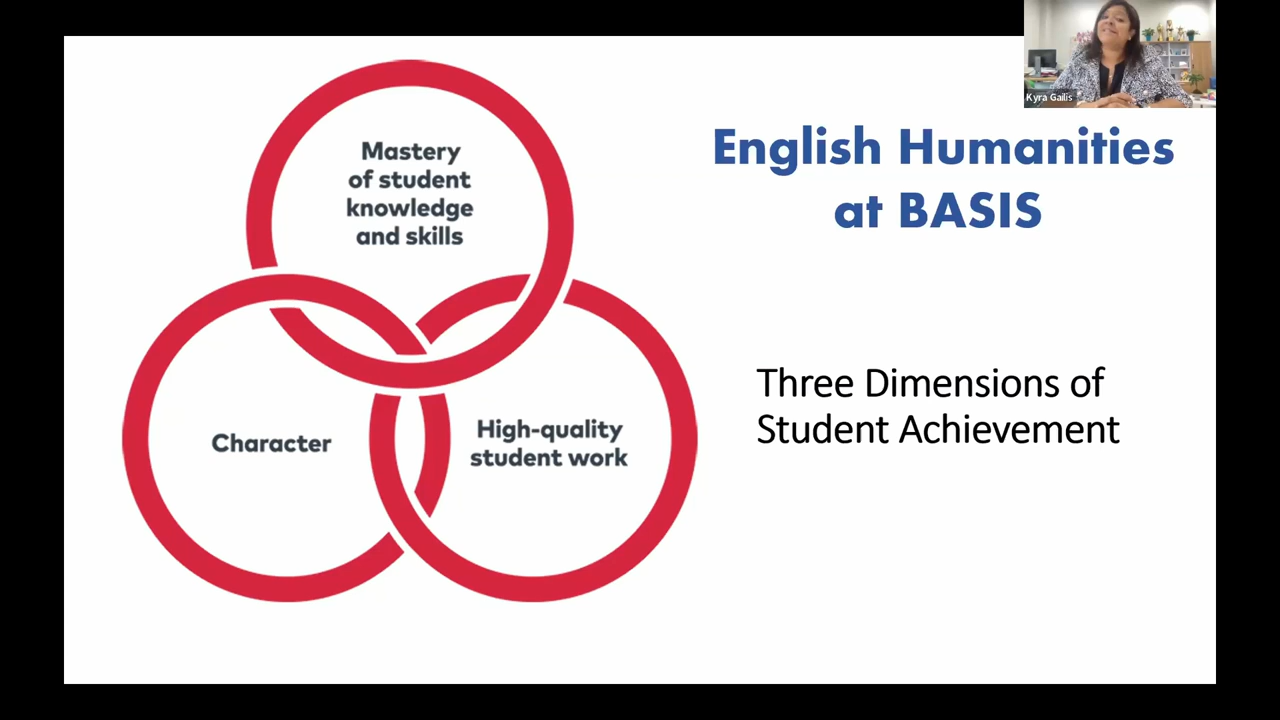 Kyra Gailis
English Humanities
at BASIS
Mastery
of student
knowledge
and skills
Character
High-quality
student work
Three Dimensions of
Student Achievement